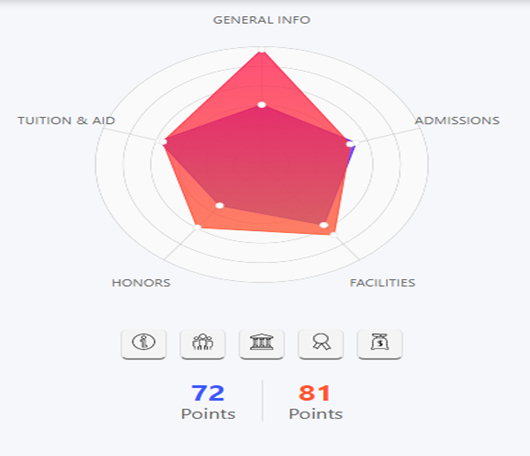 GENERAL INFO
TUITION & AID
ADMISSIONS
HONORS
FACILITIES
$
72
81
Points
Points